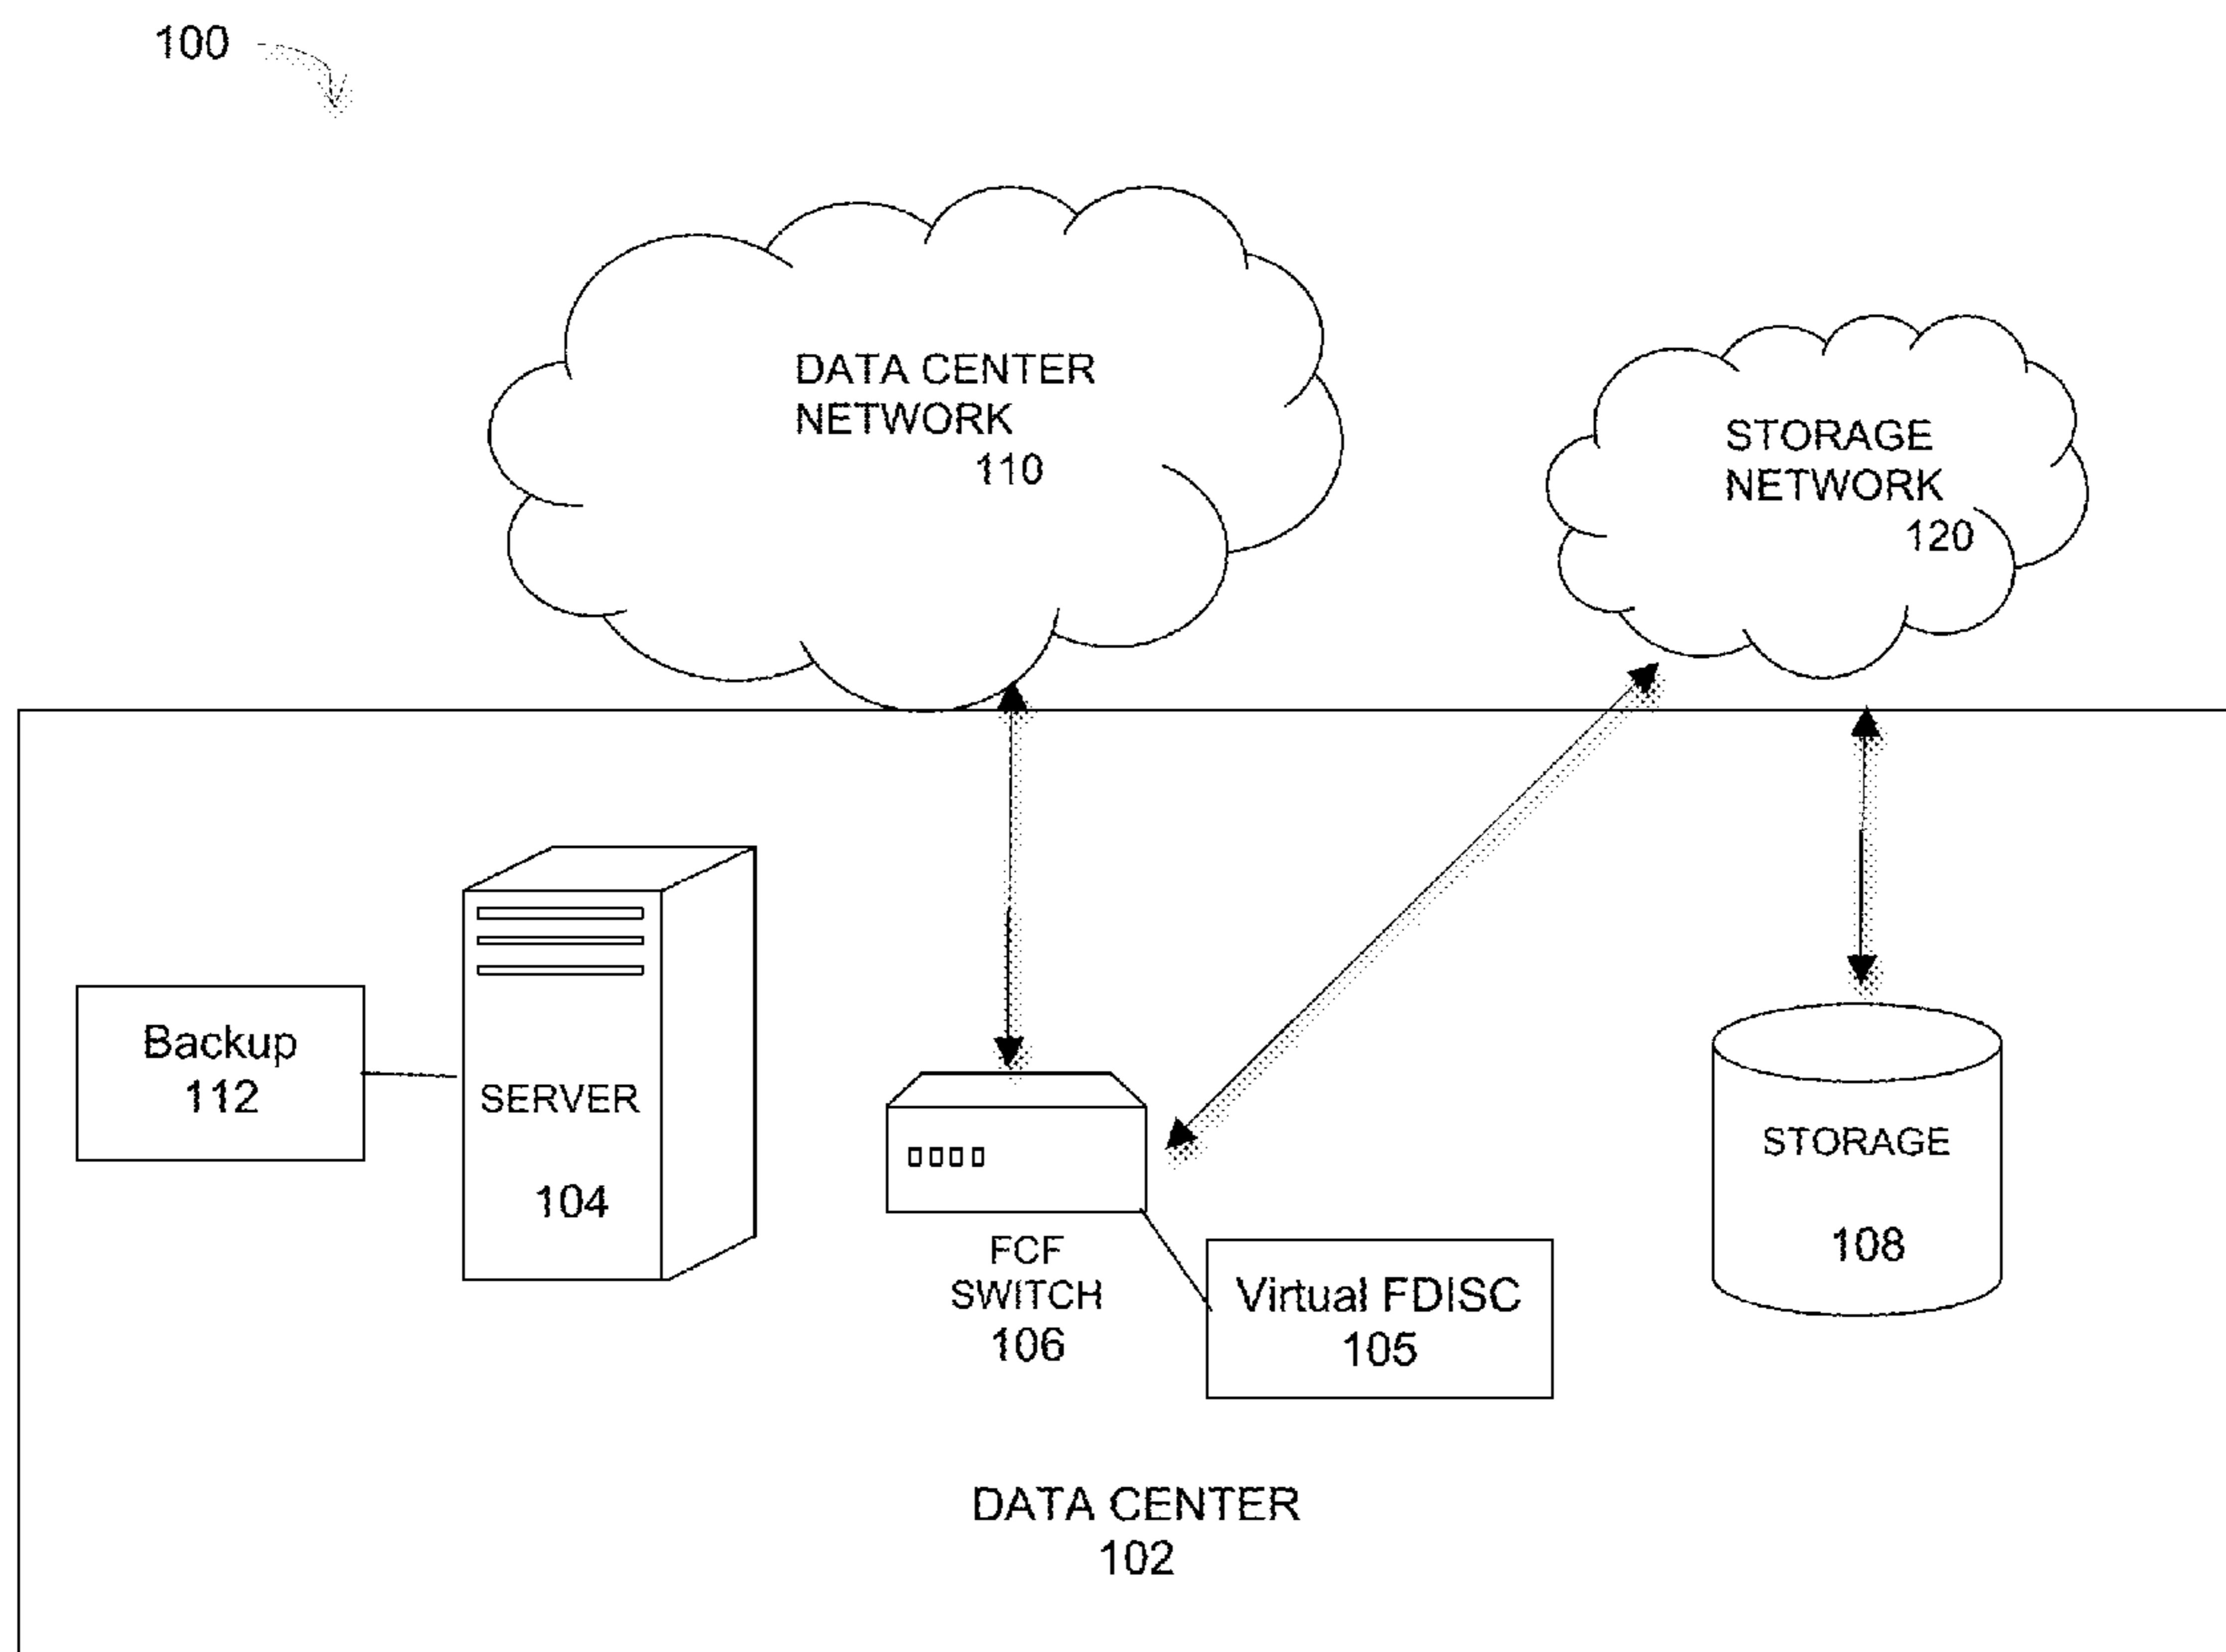 100
DATA CENTER
NETWORK
110
STORAGE
NETWORK
120
Backup
112
SERVER
104
FCF
SWITCH
106
Virtual FDISC
105
STORAGE
108
DATA CENTER
102